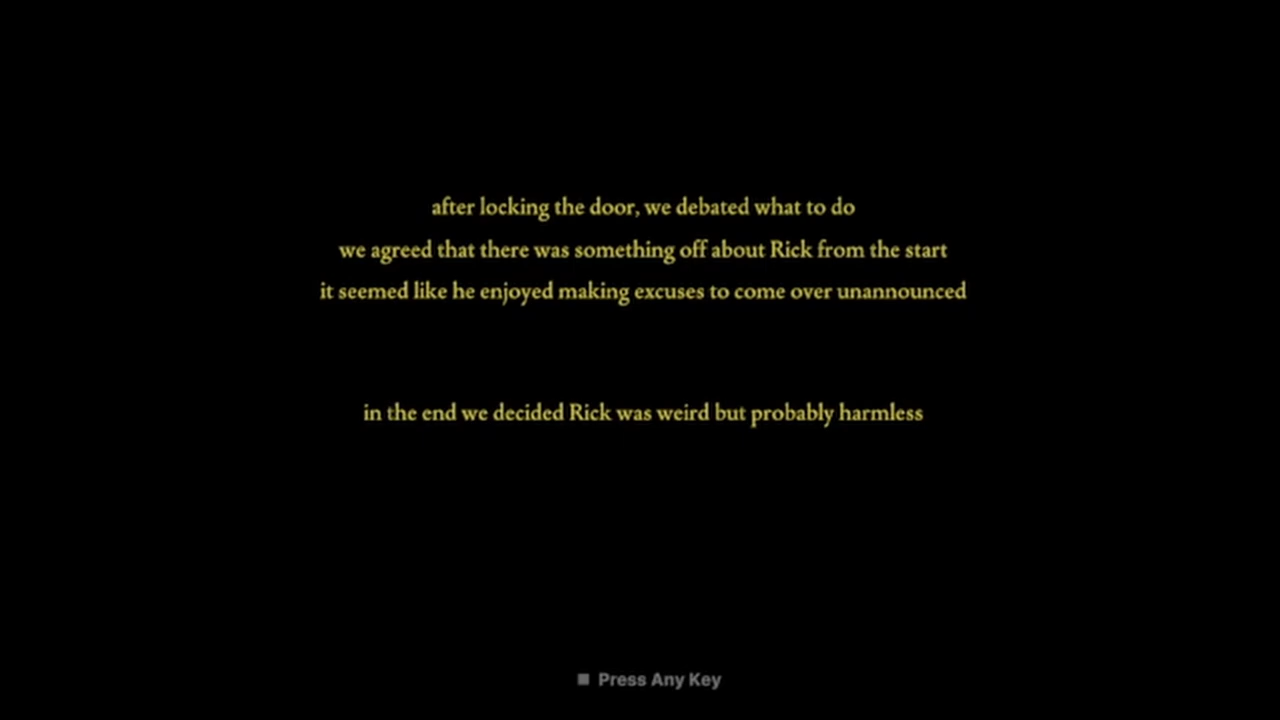 after locking the door, we debated what to do
we agreed that there was something off about Rick from the start
it seemed like he enjoyed making excuses to come over unannounced
in the end we decided Rick was weird but probably harmless
Press Any Key